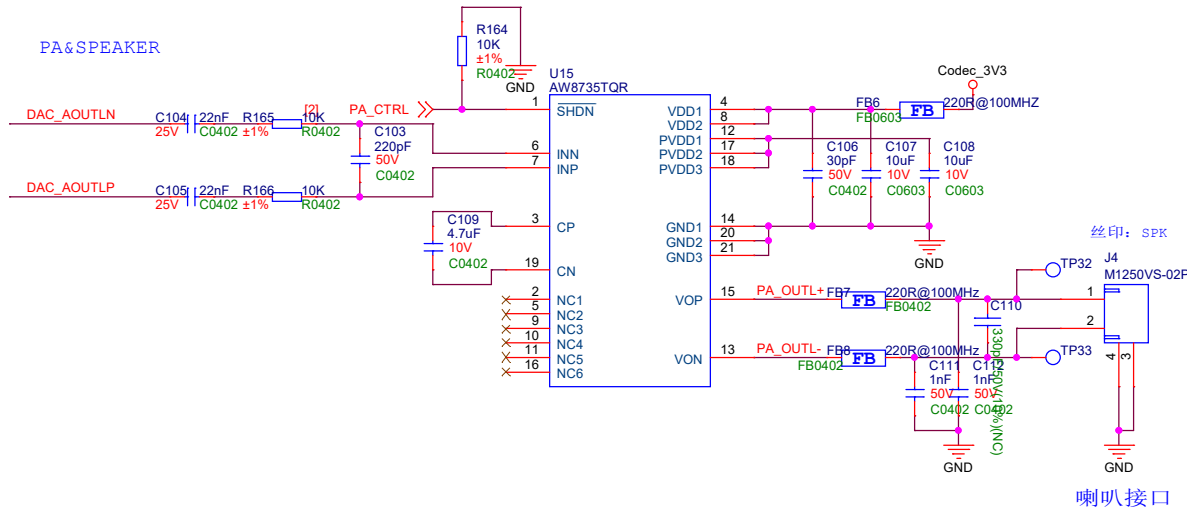 PA&SPEAKER
R164
10K
±1%
R0402
GND
U15
AW8735TQR
Codec_3V3
DAC_AOUTLN
C104
22nF
25V
C0402
R165
±1%
[2]
10K
R0402
PA_CTRL
C103
220pF
50V
C0402
DAC_AOUTLP
C105
22nF
25V
C0402
R166
±1%
10K
R0402
C109
4.7uF
10V
C0402
1
SHDN
6
INN
7
INP
3
CP
19
CN
2
NC1
5
NC2
9
NC3
10
NC4
11
NC5
16
NC6
VDD1
4
VDD2
8
PVDD1
12
PVDD2
17
PVDD3
18
GND1
14
GND2
20
GND3
21
VOP
15
VON
13
FB6
FB
220R@100MHZ
FB0603
C106
30pF
50V
C0402
C107
10uF
10V
C0603
C108
10uF
10V
C0603
GND
PA_OUTL+
FB7
FB
220R@100MHz
FB0402
PA_OUTL-
FB8
FB
220R@100MHz
FB0402
C110
330pF(50V(10%)(NC)
C111
1nF
50V
C0402
C112
1nF
50V
C0402
GND
丝印: SPK
J4
M1250VS-02P
TP32
TP33
1
2
4
3
GND
喇叭接口